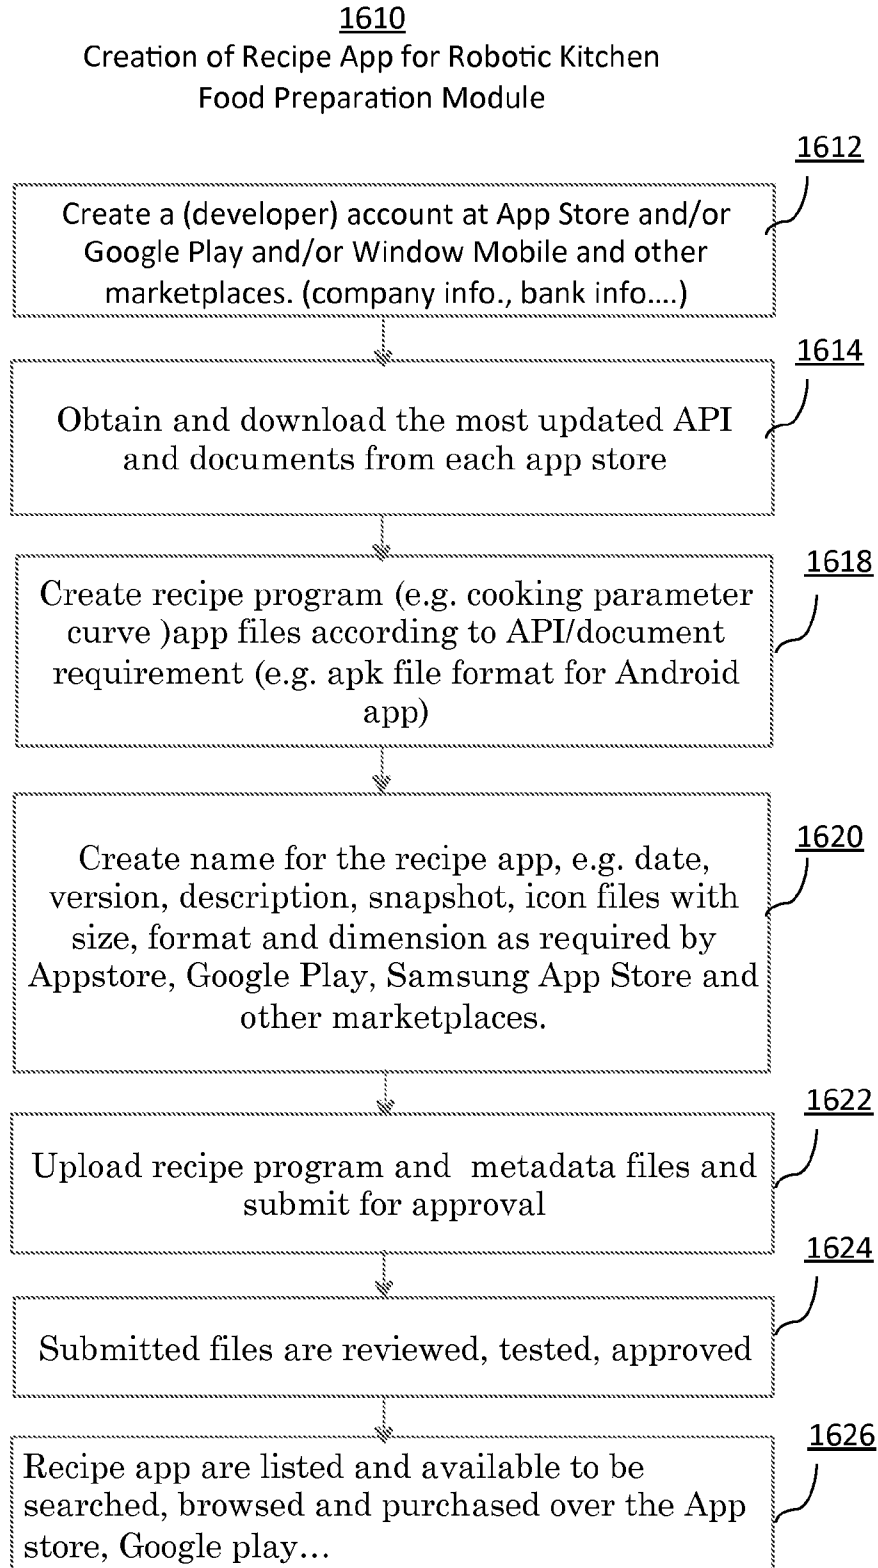 1610
Creation of Recipe App for Robotic Kitchen
Food Preparation Module
1612
Create a (developer) account at App Store and/or
Google Play and/or Window Mobile and other
marketplaces. (company info., bank info....)
1614
Obtain and download the most updated API
and documents from each app store
1618
Create recipe program (e.g. cooking parameter
curve )app files according to API/document
requirement (e.g. apk file format for Android
app)
1620
Create name for the recipe app, e.g. date,
version, description, snapshot, icon files with
size, format and dimension as required by
Appstore, Google Play, Samsung App Store and
other marketplaces.
1622
Upload recipe program and  metadata files and
submit for approval
1624
Submitted files are reviewed, tested, approved
1626
Recipe app are listed and available to be
searched, browsed and purchased over the App
store, Google play...